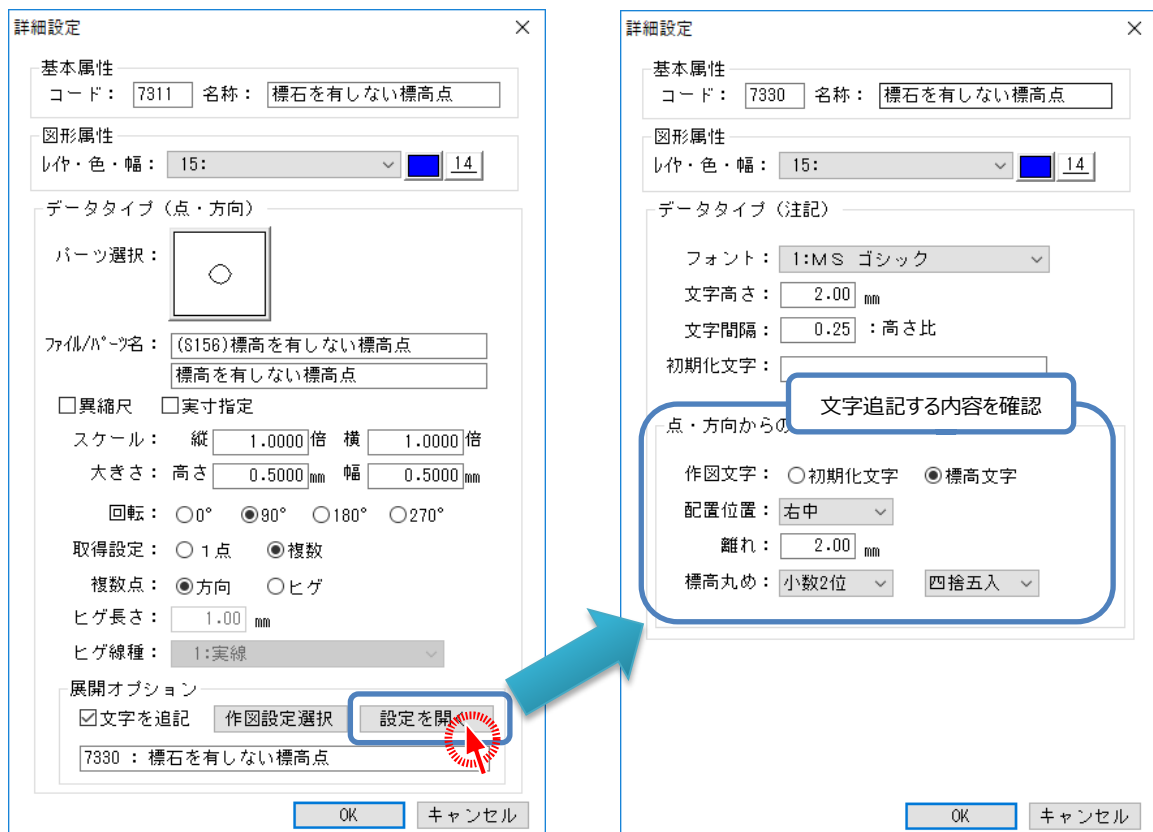 詳細設定
基本属性
コード： 7311 名称： 標石を有しない標高点
図形属性
ﾚｲﾔ・色・幅： 15: 14
データタイプ（点・方向）
パーツ選択：
ﾌｧｲﾙ/ﾊﾟｰﾂ名： (S156)標高を有しない標高点
標高を有しない標高点
異縮尺 実寸指定
スケール： 縦 1.0000 倍 横 1.0000 倍
大きさ： 高さ 0.5000 mm 幅 0.5000 mm
回転： 0° 90° 180° 270°
取得設定： 1点 複数
複数点： 方向 ヒゲ
ヒゲ長さ： 1.00 mm
ヒゲ線種： 1:実線
展開オプション
文字を追記 作図設定選択 設定を開
7330 : 標石を有しない標高点
OK キャンセル
詳細設定
基本属性
コード： 7330 名称： 標石を有しない標高点
図形属性
ﾚｲﾔ・色・幅： 15: 14
データタイプ（注記）
フォント： 1:ＭＳ ゴシック
文字高さ： 2.00 mm
文字間隔： 0.25 ：高さ比
初期化文字：
文字追記する内容を確認
点・方向からの
作図文字： 初期化文字 標高文字
配置位置： 右中
離れ： 2.00 mm
標高丸め： 小数2位 四捨五入
OK キャンセル